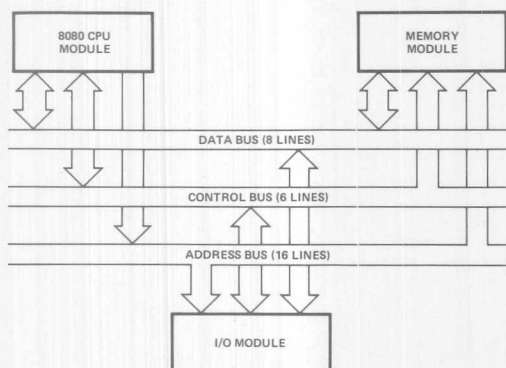 8080 CPU
MODULE
MEMORY
MODULE
DATA BUS (8 LINES)
CONTROL BUS (6 LINES)
ADDRESS BUS (16 LINES)
I/O MODULE